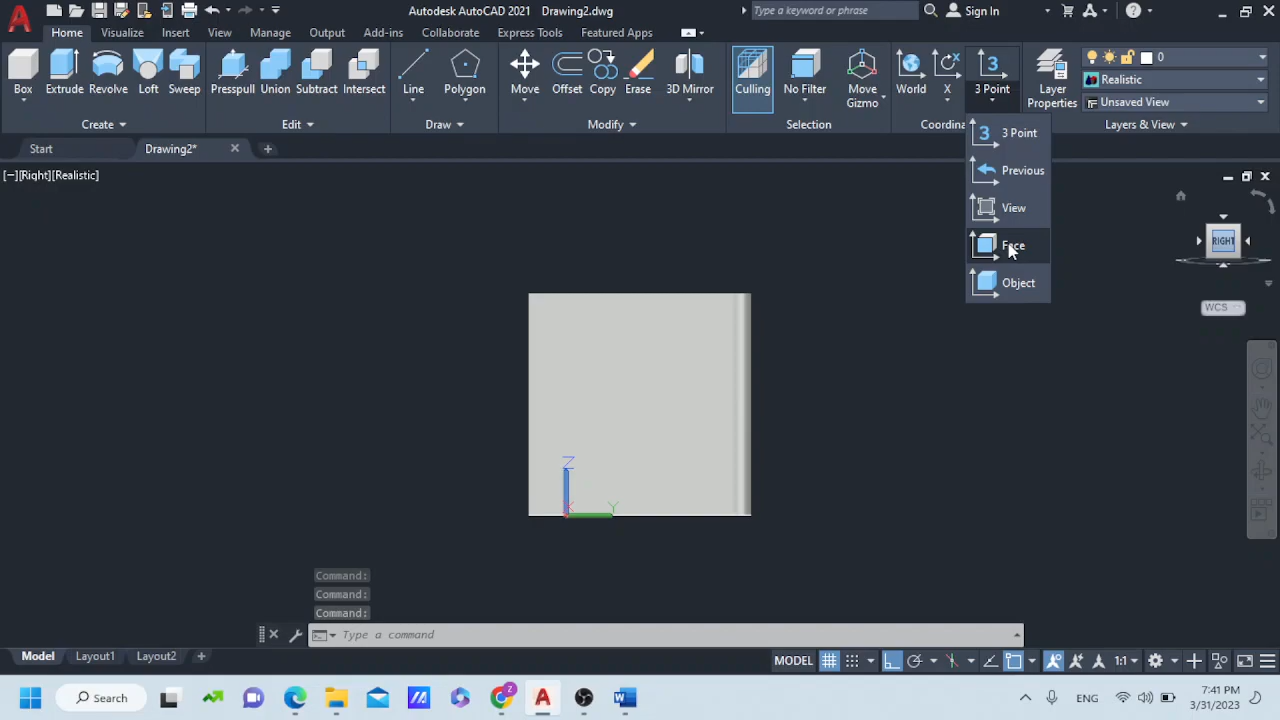 Autodesk AutoCAD 2021 Drawing2.dwg
Type a keyword or phrase
Sign In
Home Visualize Insert View Manage Output Add-ins Collaborate Express Tools Featured Apps
Box Extrude Revolve Loft Sweep Presspull Union Subtract Intersect Line Polygon Move Offset Copy Erase 3D Mirror Culling No Filter Move Gizmo World X 3 Point Layer Properties
0
Realistic
Unsaved View
Create Edit Draw Modify Selection Coordina Layers & View
Start Drawing2*
3 Point
Previous
View
Face
Object
[−][Right][Realistic]
RIGHT
WCS
Z
X Y
Command:
Command:
Command:
Type a command
Model Layout1 Layout2
MODEL 1:1
Search
ENG
7:41 PM
3/31/2023